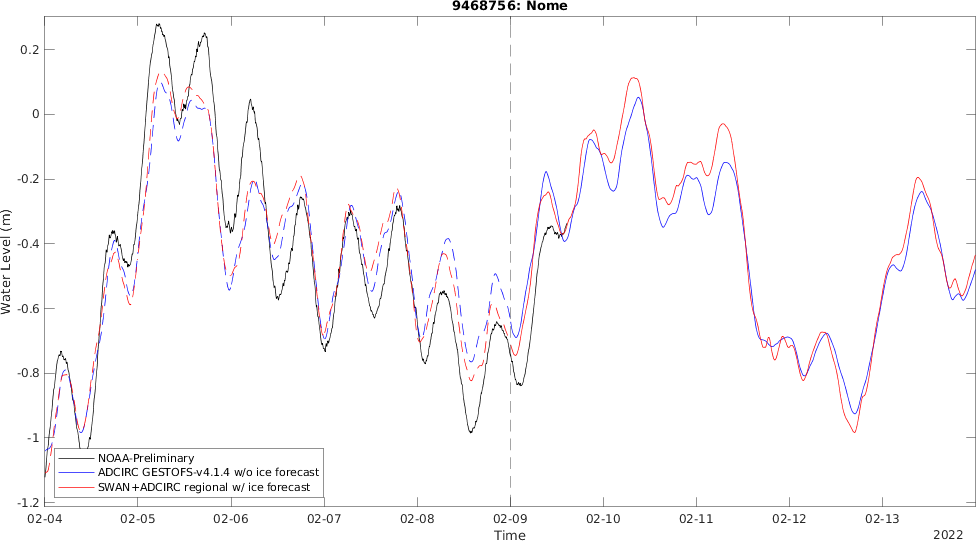 9468756: Nome
Water Level (m)
0.2
0
-0.2
-0.4
-0.6
-0.8
-1
-1.2
NOAA-Preliminary
ADCIRC GESTOFS-v4.1.4 w/o ice forecast
SWAN+ADCIRC regional w/ ice forecast
02-04 02-05 02-06 02-07 02-08 02-09 02-10 02-11 02-12 02-13
Time
2022